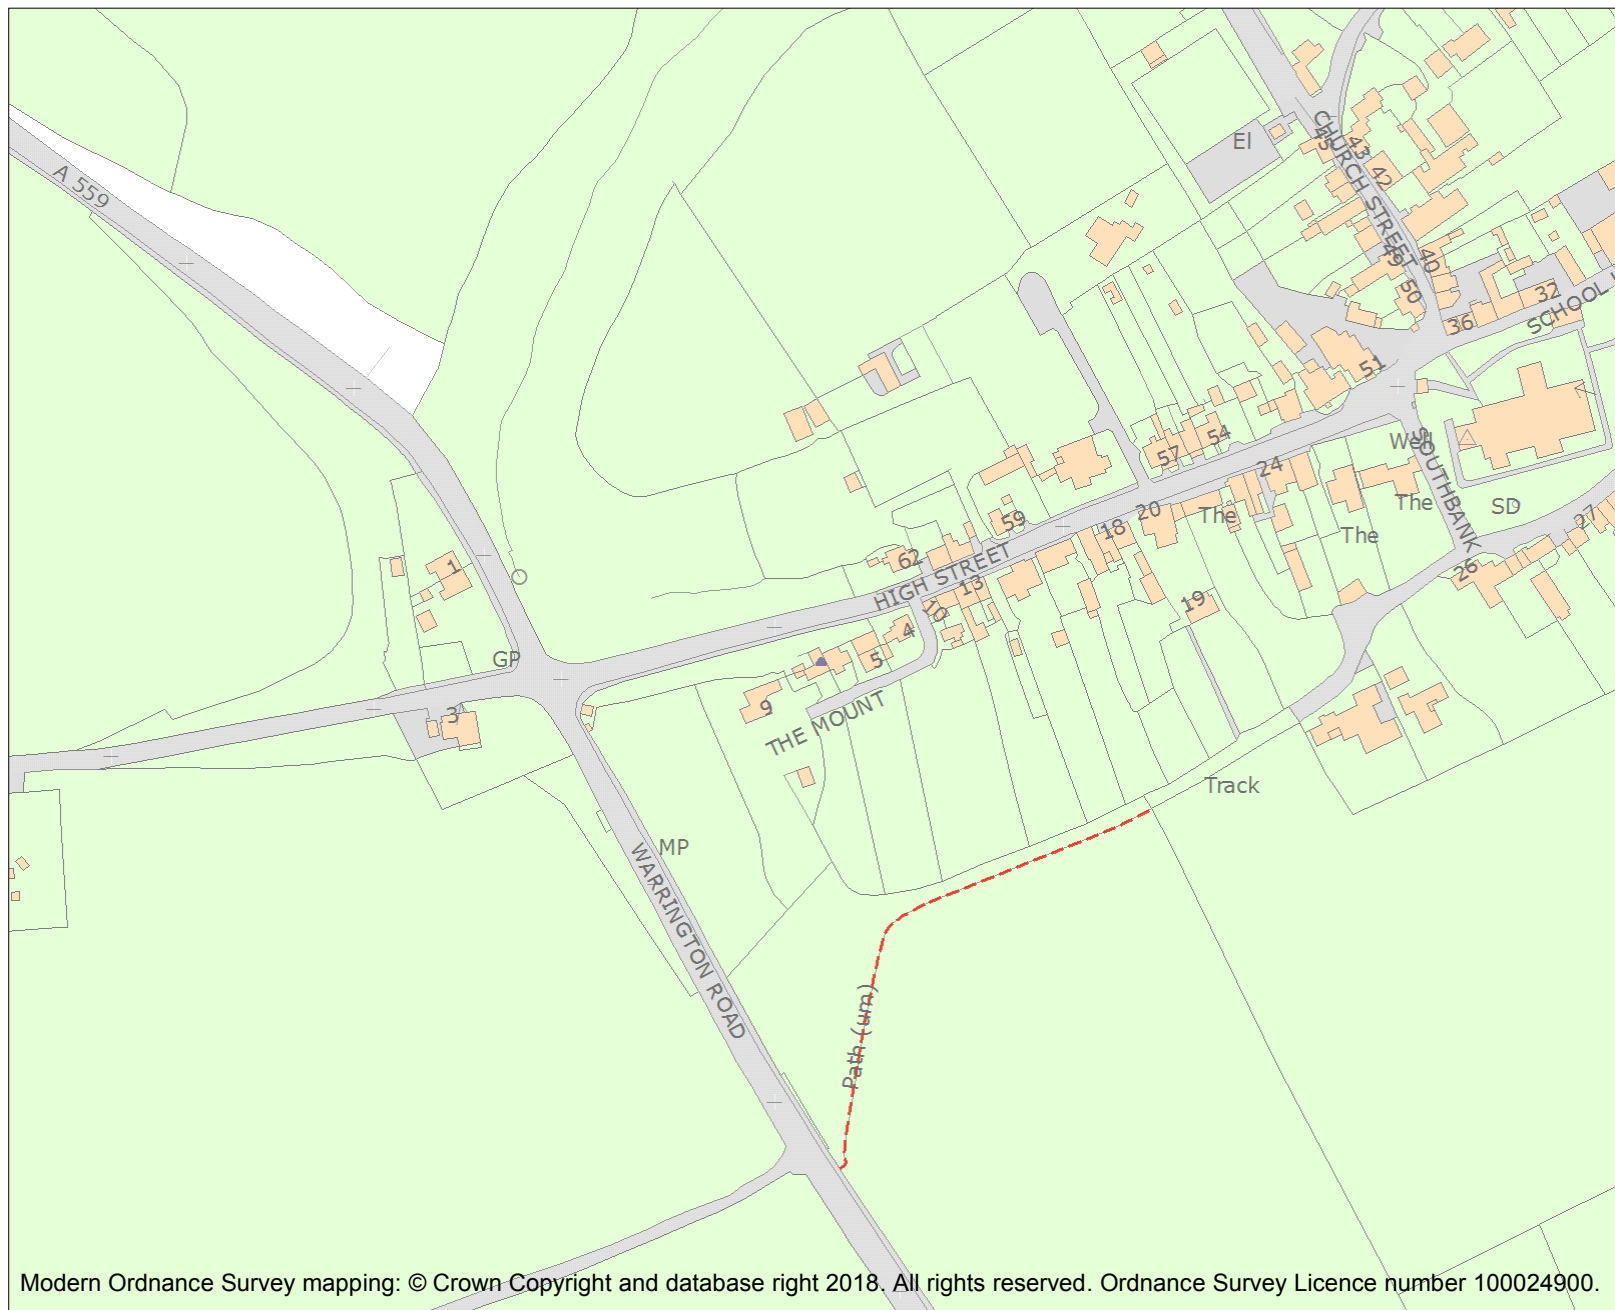 A 559
El
CHURCH STREET
45
43
42
49
40
50
32
36
SCHOOL
51
54
57
Well
SOUTHBANK
24
The
SD
The
20
The
18
27
59
62
HIGH STREET
13
26
1
10
19
4
GP
5
9
3
THE MOUNT
Track
MP
WARRINGTON ROAD
Path (um)
Modern Ordnance Survey mapping: © Crown Copyright and database right 2018. All rights reserved. Ordnance Survey Licence number 100024900.